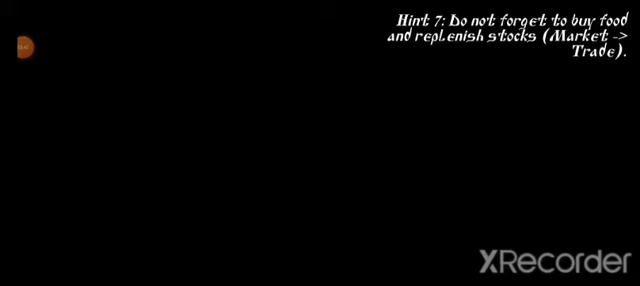 Hint 7: Do not forget to buy food
and replenish stocks (Market ->
Trade).
XRecorder